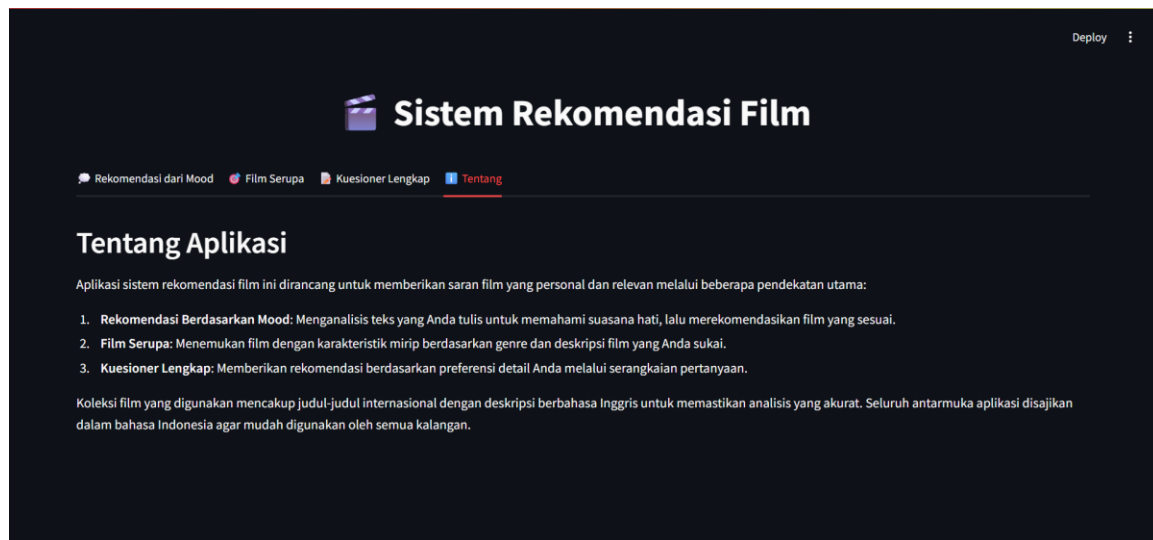 Deploy
Sistem Rekomendasi Film
Rekomendasi dari Mood Film Serupa Kuesioner Lengkap Tentang
Tentang Aplikasi
Aplikasi sistem rekomendasi film ini dirancang untuk memberikan saran film yang personal dan relevan melalui beberapa pendekatan utama:
1. Rekomendasi Berdasarkan Mood: Menganalisis teks yang Anda tulis untuk memahami suasana hati, lalu merekomendasikan film yang sesuai.
2. Film Serupa: Menemukan film dengan karakteristik mirip berdasarkan genre dan deskripsi film yang Anda sukai.
3. Kuesioner Lengkap: Memberikan rekomendasi berdasarkan preferensi detail Anda melalui serangkaian pertanyaan.
Koleksi film yang digunakan mencakup judul-judul internasional dengan deskripsi berbahasa Inggris untuk memastikan analisis yang akurat. Seluruh antarmuka aplikasi disajikan
dalam bahasa Indonesia agar mudah digunakan oleh semua kalangan.